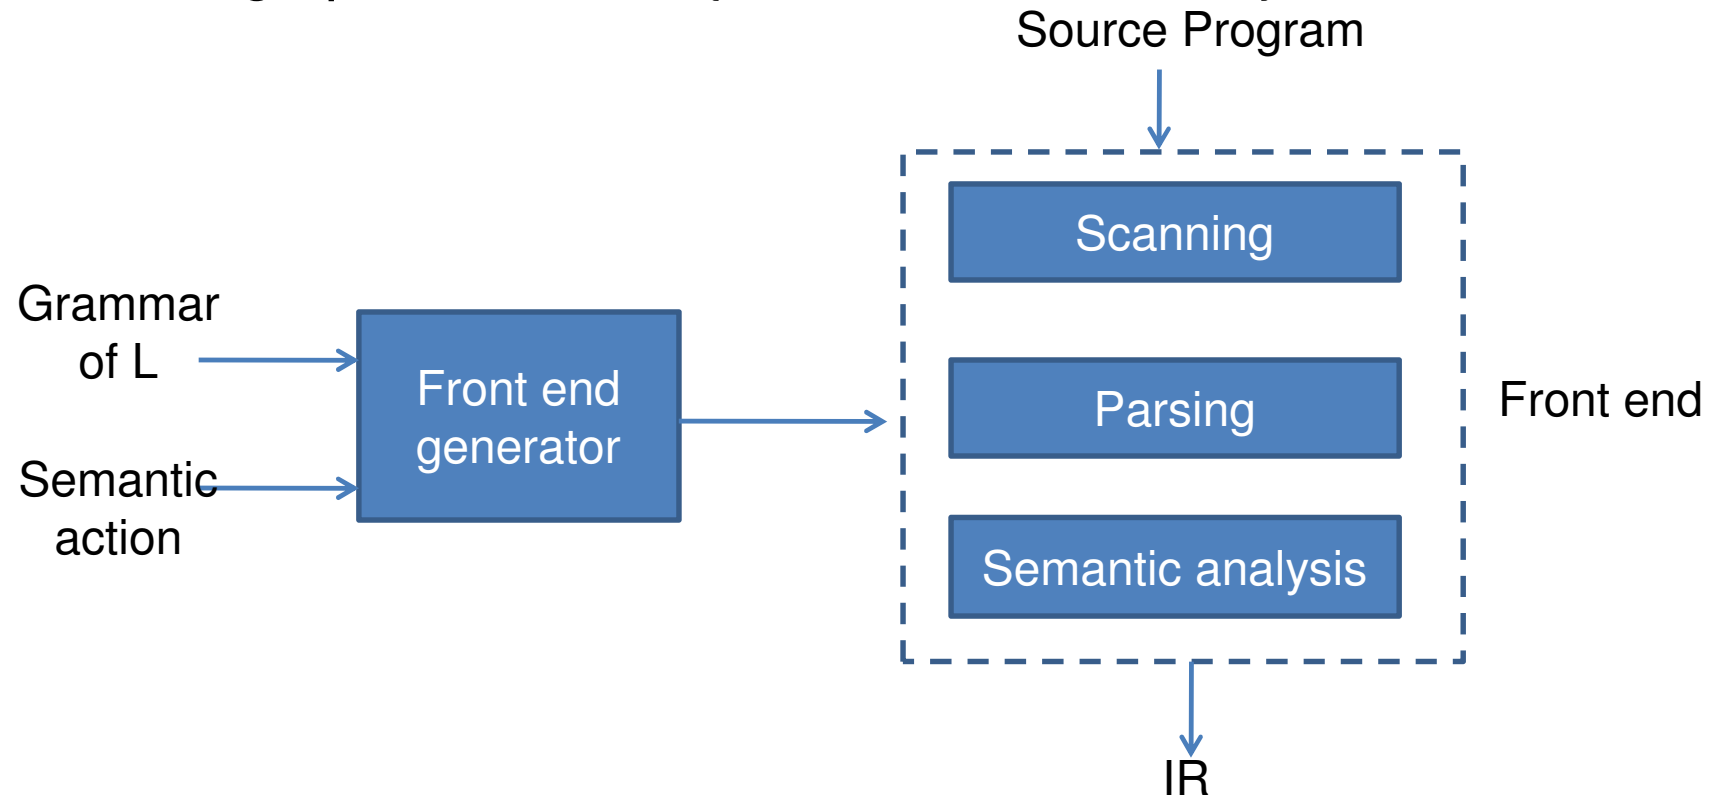 Source Program
Scanning
Grammar
of L
Front end
generator
Parsing
Front end
Semantic
action
Semantic analysis
IR